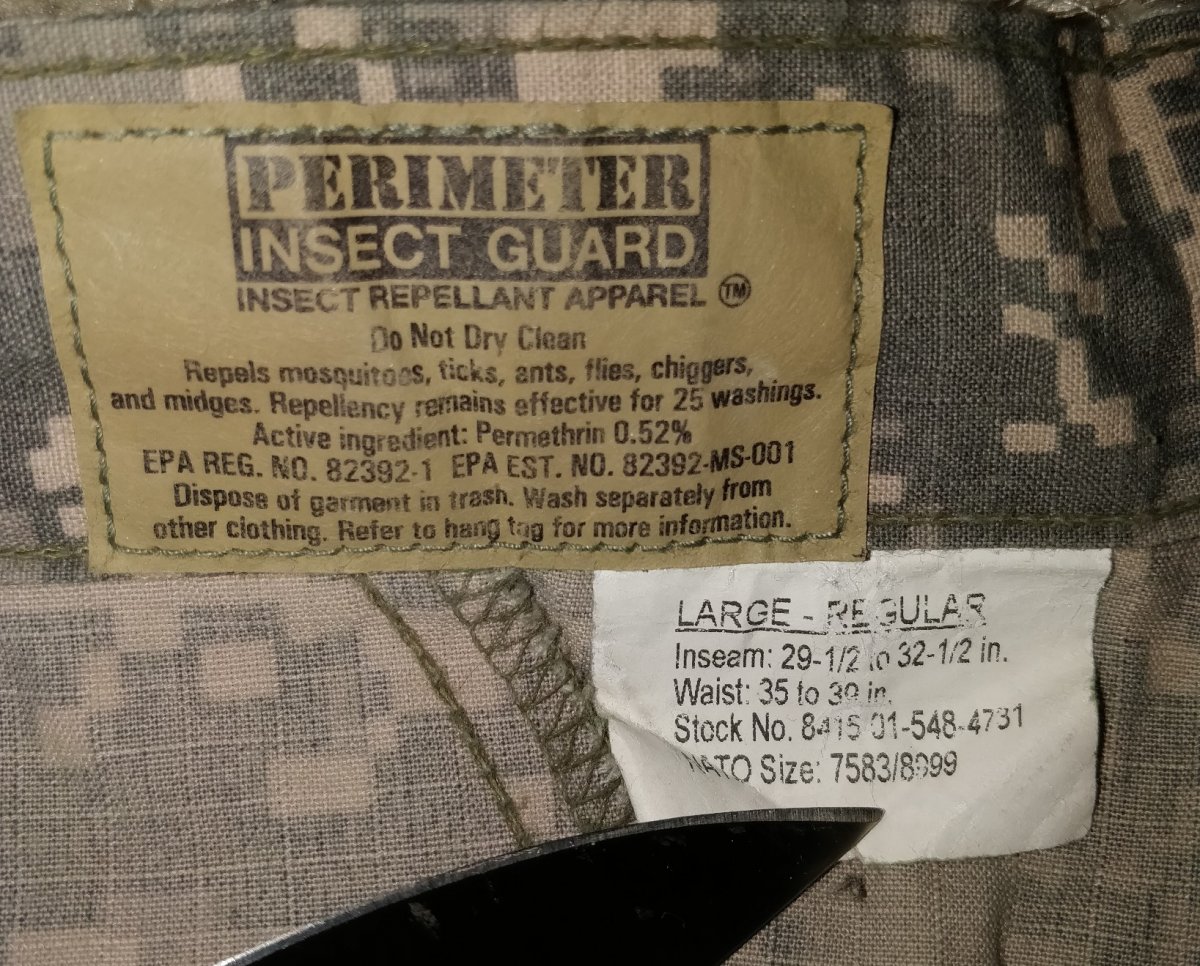 PERIMETER
INSECT GUARD
INSECT REPELLANT APPAREL ™
Do Not Dry Clean
Repels mosquitoes, ticks, ants, flies, chiggers,
and midges. Repellency remains effective for 25 washings.
Active ingredient: Permethrin 0.52%
EPA REG. NO. 82392-1 EPA EST. NO. 82392-MS-001
Dispose of garment in trash. Wash separately from
other clothing. Refer to hang tag for more information.
LARGE - REGULAR
Inseam: 29-1/2 to 32-1/2 in.
Waist: 35 to 39 in.
Stock No. 8415 01-548-4731
NATO Size: 7583/8999